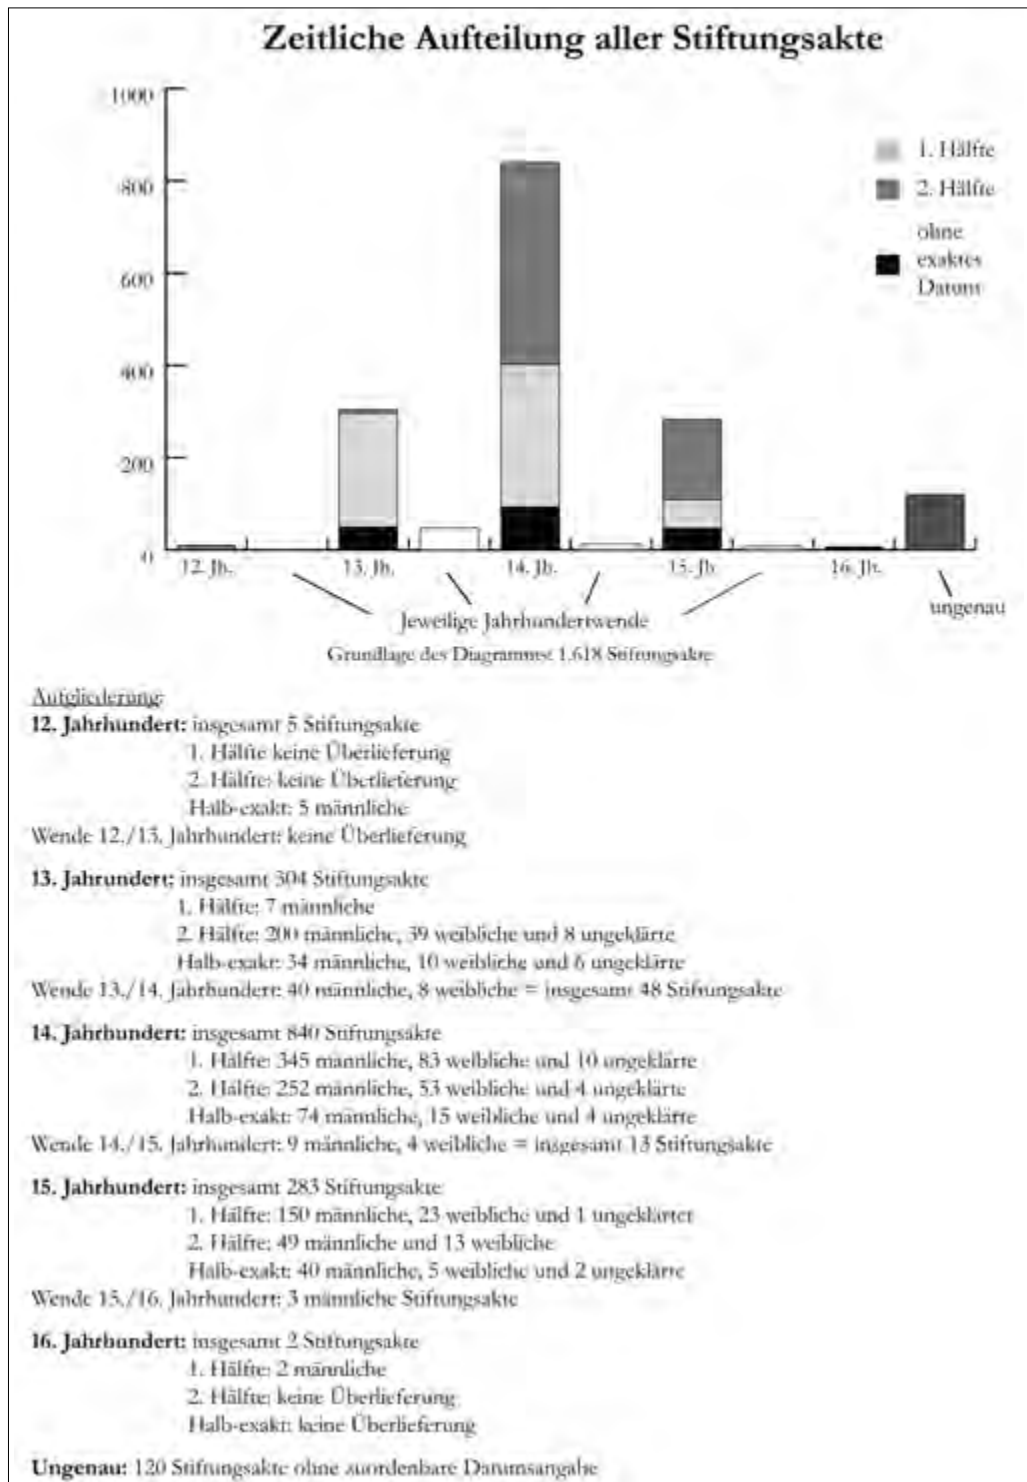 Zeitliche Aufteilung aller Stiftungsakte
1000
800
600
400
200
0
1. Hälfte
2. Hälfte
ohne
exaktes
Datum
12. Jh.
13. Jh.
14. Jh.
15. Jh.
16. Jh.
ungenau
Jeweilige Jahrhundertwende
Grundlage des Diagramms: 1.618 Stiftungsakte
Aufgliederung:
12. Jahrhundert: insgesamt 5 Stiftungsakte
1. Hälfte keine Überlieferung
2. Hälfte: keine Überlieferung
Halb-exakt: 5 männliche
Wende 12./13. Jahrhundert: keine Überlieferung
13. Jahrundert: insgesamt 304 Stiftungsakte
1. Hälfte: 7 männliche
2. Hälfte: 200 männliche, 39 weibliche und 8 ungeklärte
Halb-exakt: 34 männliche, 10 weibliche und 6 ungeklärte
Wende 13./14. Jahrhundert: 40 männliche, 8 weibliche = insgesamt 48 Stiftungsakte
14. Jahrhundert: insgesamt 840 Stiftungsakte
1. Hälfte: 345 männliche, 83 weibliche und 10 ungeklärte
2. Hälfte: 252 männliche, 53 weibliche und 4 ungeklärte
Halb-exakt: 74 männliche, 15 weibliche und 4 ungeklärte
Wende 14./15. Jahrhundert: 9 männliche, 4 weibliche = insgesamt 13 Stiftungsakte
15. Jahrhundert: insgesamt 283 Stiftungsakte
1. Hälfte: 150 männliche, 23 weibliche und 1 ungeklärter
2. Hälfte: 49 männliche und 13 weibliche
Halb-exakt: 40 männliche, 5 weibliche und 2 ungeklärte
Wende 15./16. Jahrhundert: 3 männliche Stiftungsakte
16. Jahrhundert: insgesamt 2 Stiftungsakte
1. Hälfte: 2 männliche
2. Hälfte: keine Überlieferung
Halb-exakt: keine Überlieferung
Ungenau: 120 Stiftungsakte ohne zuordenbare Datumsangabe